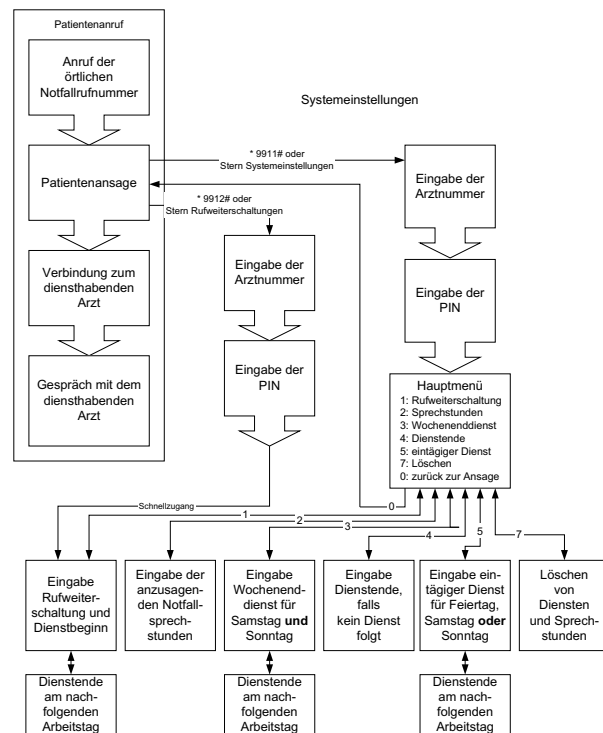 Patientenanruf
Anruf der
örtlichen
Notfallrufnummer
Patientenansage
Verbindung zum
diensthabenden
Arzt
Gespräch mit dem
diensthabenden
Arzt
Systemeinstellungen
* 9911# oder
Stern Systemeinstellungen
* 9912# oder
Stern Rufweiterschaltungen
Eingabe der
Arztnummer
Eingabe der
PIN
Eingabe der
Arztnummer
Eingabe der
PIN
Hauptmenü
1: Rufweiterschaltung
2: Sprechstunden
3: Wochenenddienst
4: Dienstende
5: eintägiger Dienst
7: Löschen
0: zurück zur Ansage
Schnellzugang
0
1
2
3
4
5
7
Eingabe
Rufweiter-
schaltung und
Dienstbeginn
Eingabe der
anzusagen-
den Notfall-
sprech-
stunden
Eingabe
Wochenend-
dienst für
Samstag und
Sonntag
Eingabe
Dienstende,
falls
kein Dienst
folgt
Eingabe ein-
tägiger Dienst
für Feiertag,
Samstag oder
Sonntag
Löschen
von
Diensten
und Sprech-
stunden
Dienstende
am nach-
folgenden
Arbeitstag
Dienstende
am nach-
folgenden
Arbeitstag
Dienstende
am nach-
folgenden
Arbeitstag